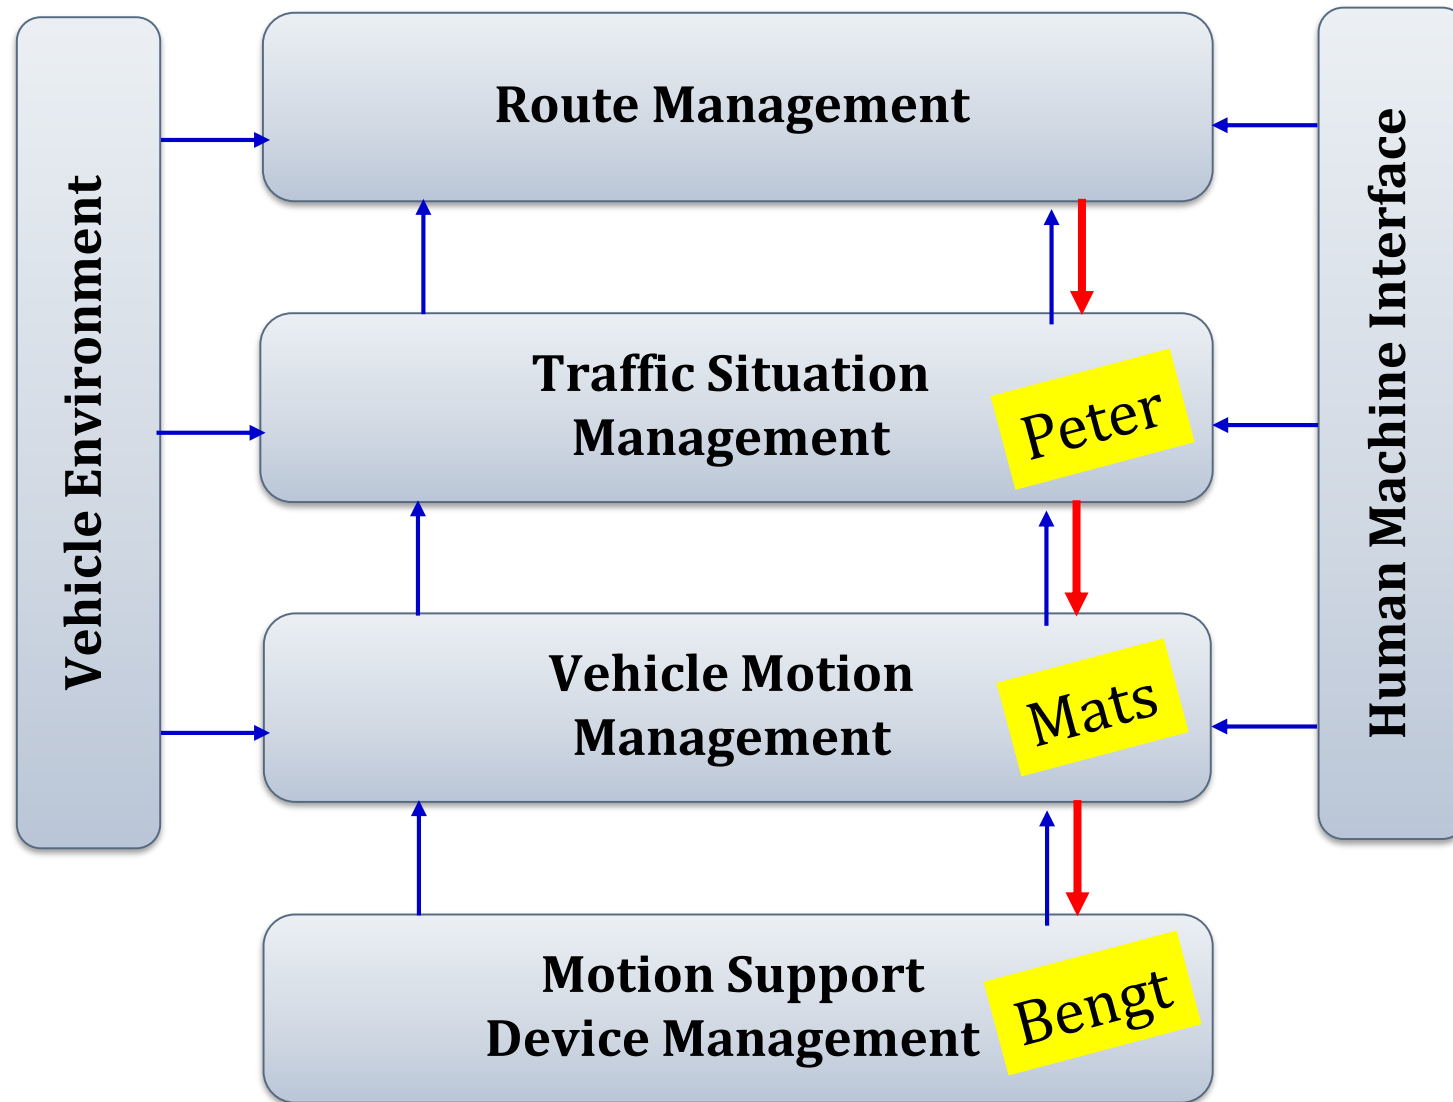 Vehicle Environment
Route Management
Human Machine Interface
Traffic Situation
Management
Peter
Vehicle Motion
Management
Mats
Motion Support
Device Management
Bengt